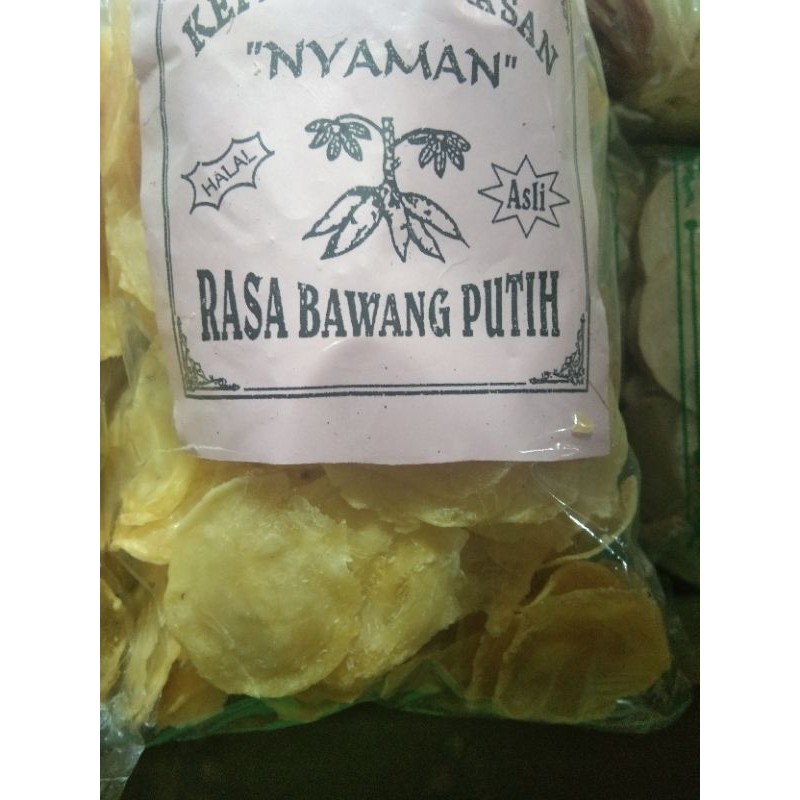 "NYAMAN"
HALAL
Asli
RASA BAWANG PUTIH